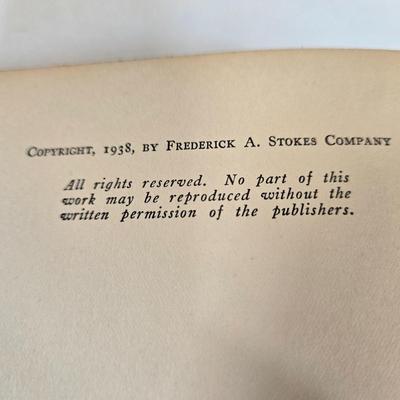 Copyright, 1938, by Frederick A. Stokes Company
All rights reserved. No part of this
work may be reproduced without the
written permission of the publishers.